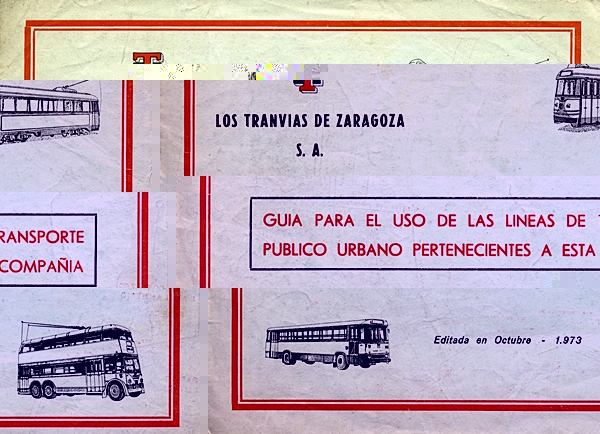 T
LOS TRANVIAS DE ZARAGOZA
S. A.
GUIA PARA EL USO DE LAS LINEAS DE
PUBLICO URBANO PERTENECIENTES A ESTA
RANSPORTE
COMPAÑIA
Editada en Octubre - 1.973